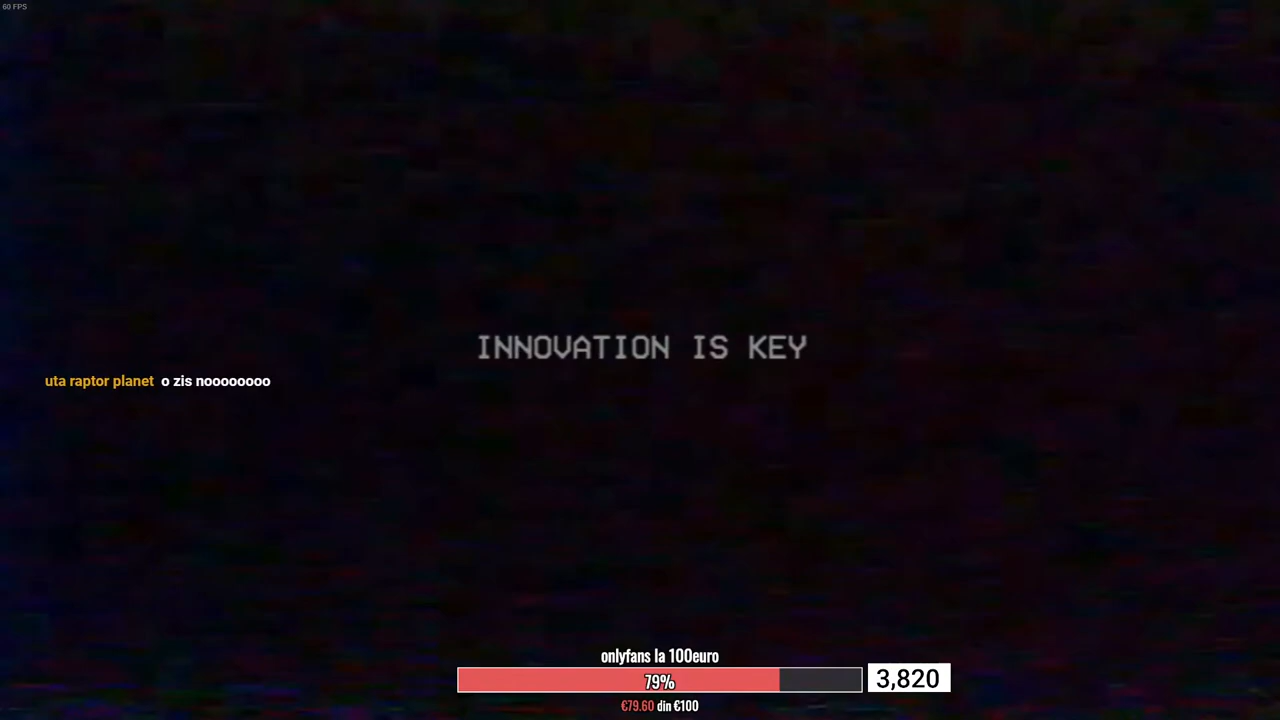 60 FPS
INNOVATION IS KEY
uta raptor planet o zis noooooooo
onlyfans la 100euro
79%
3,820
€79.60 din €100